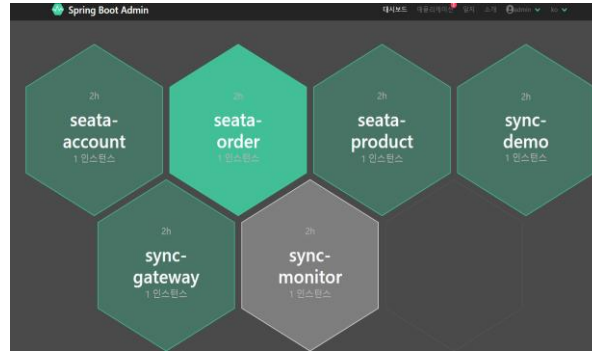 Spring Boot Admin
대시보드 애플리케이션 일지 소개 admin ko
2h
seata-
account
1 인스턴스
2h
seata-
order
1 인스턴스
2h
seata-
product
1 인스턴스
2h
sync-
demo
1 인스턴스
2h
sync-
gateway
1 인스턴스
2h
sync-
monitor
1 인스턴스